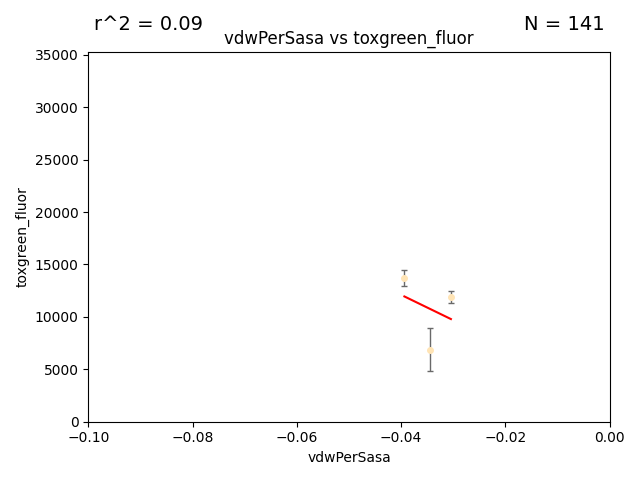 r^2 = 0.09
N = 141
vdwPerSasa vs toxgreen_fluor
35000
30000
25000
20000
15000
10000
5000
0
toxgreen_fluor
−0.10
−0.08
−0.06
−0.04
−0.02
0.00
vdwPerSasa